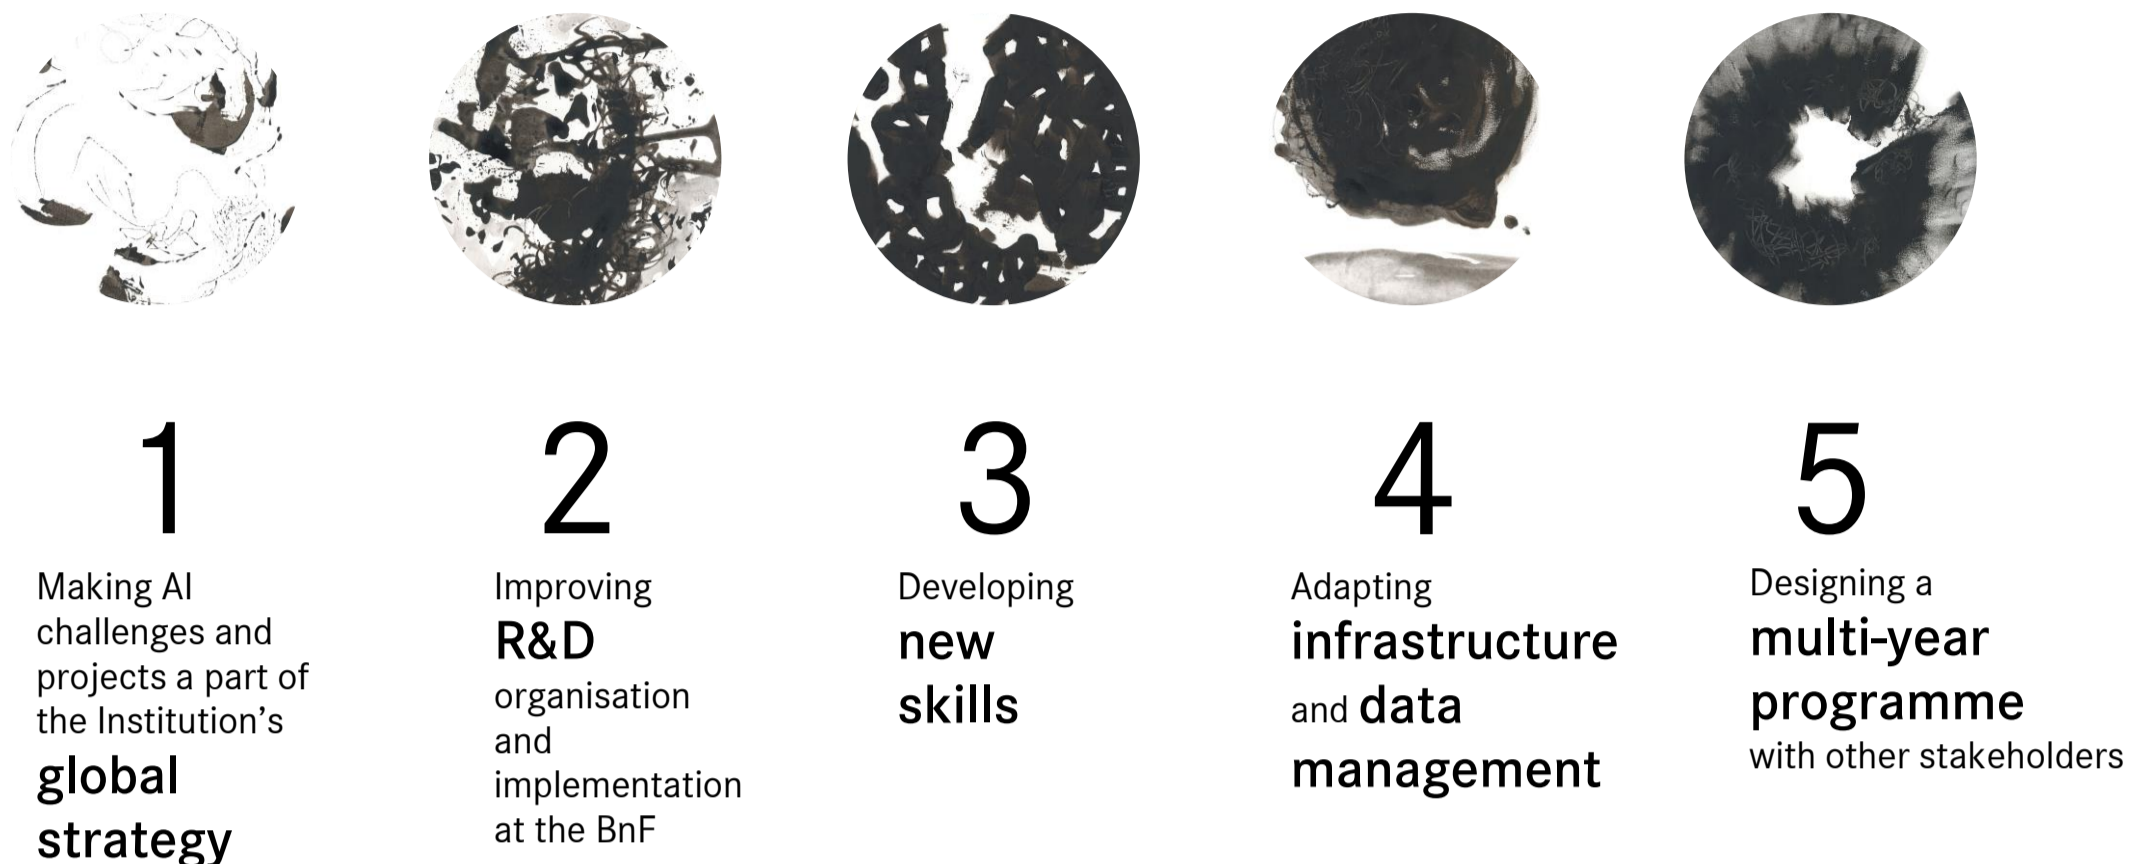 1
Making AI
challenges and
projects a part of
the Institution’s
global
strategy
2
Improving
R&D
organisation
and
implementation
at the BnF
3
Developing
new
skills
4
Adapting
infrastructure
and data
management
5
Designing a
multi-year
programme
with other stakeholders